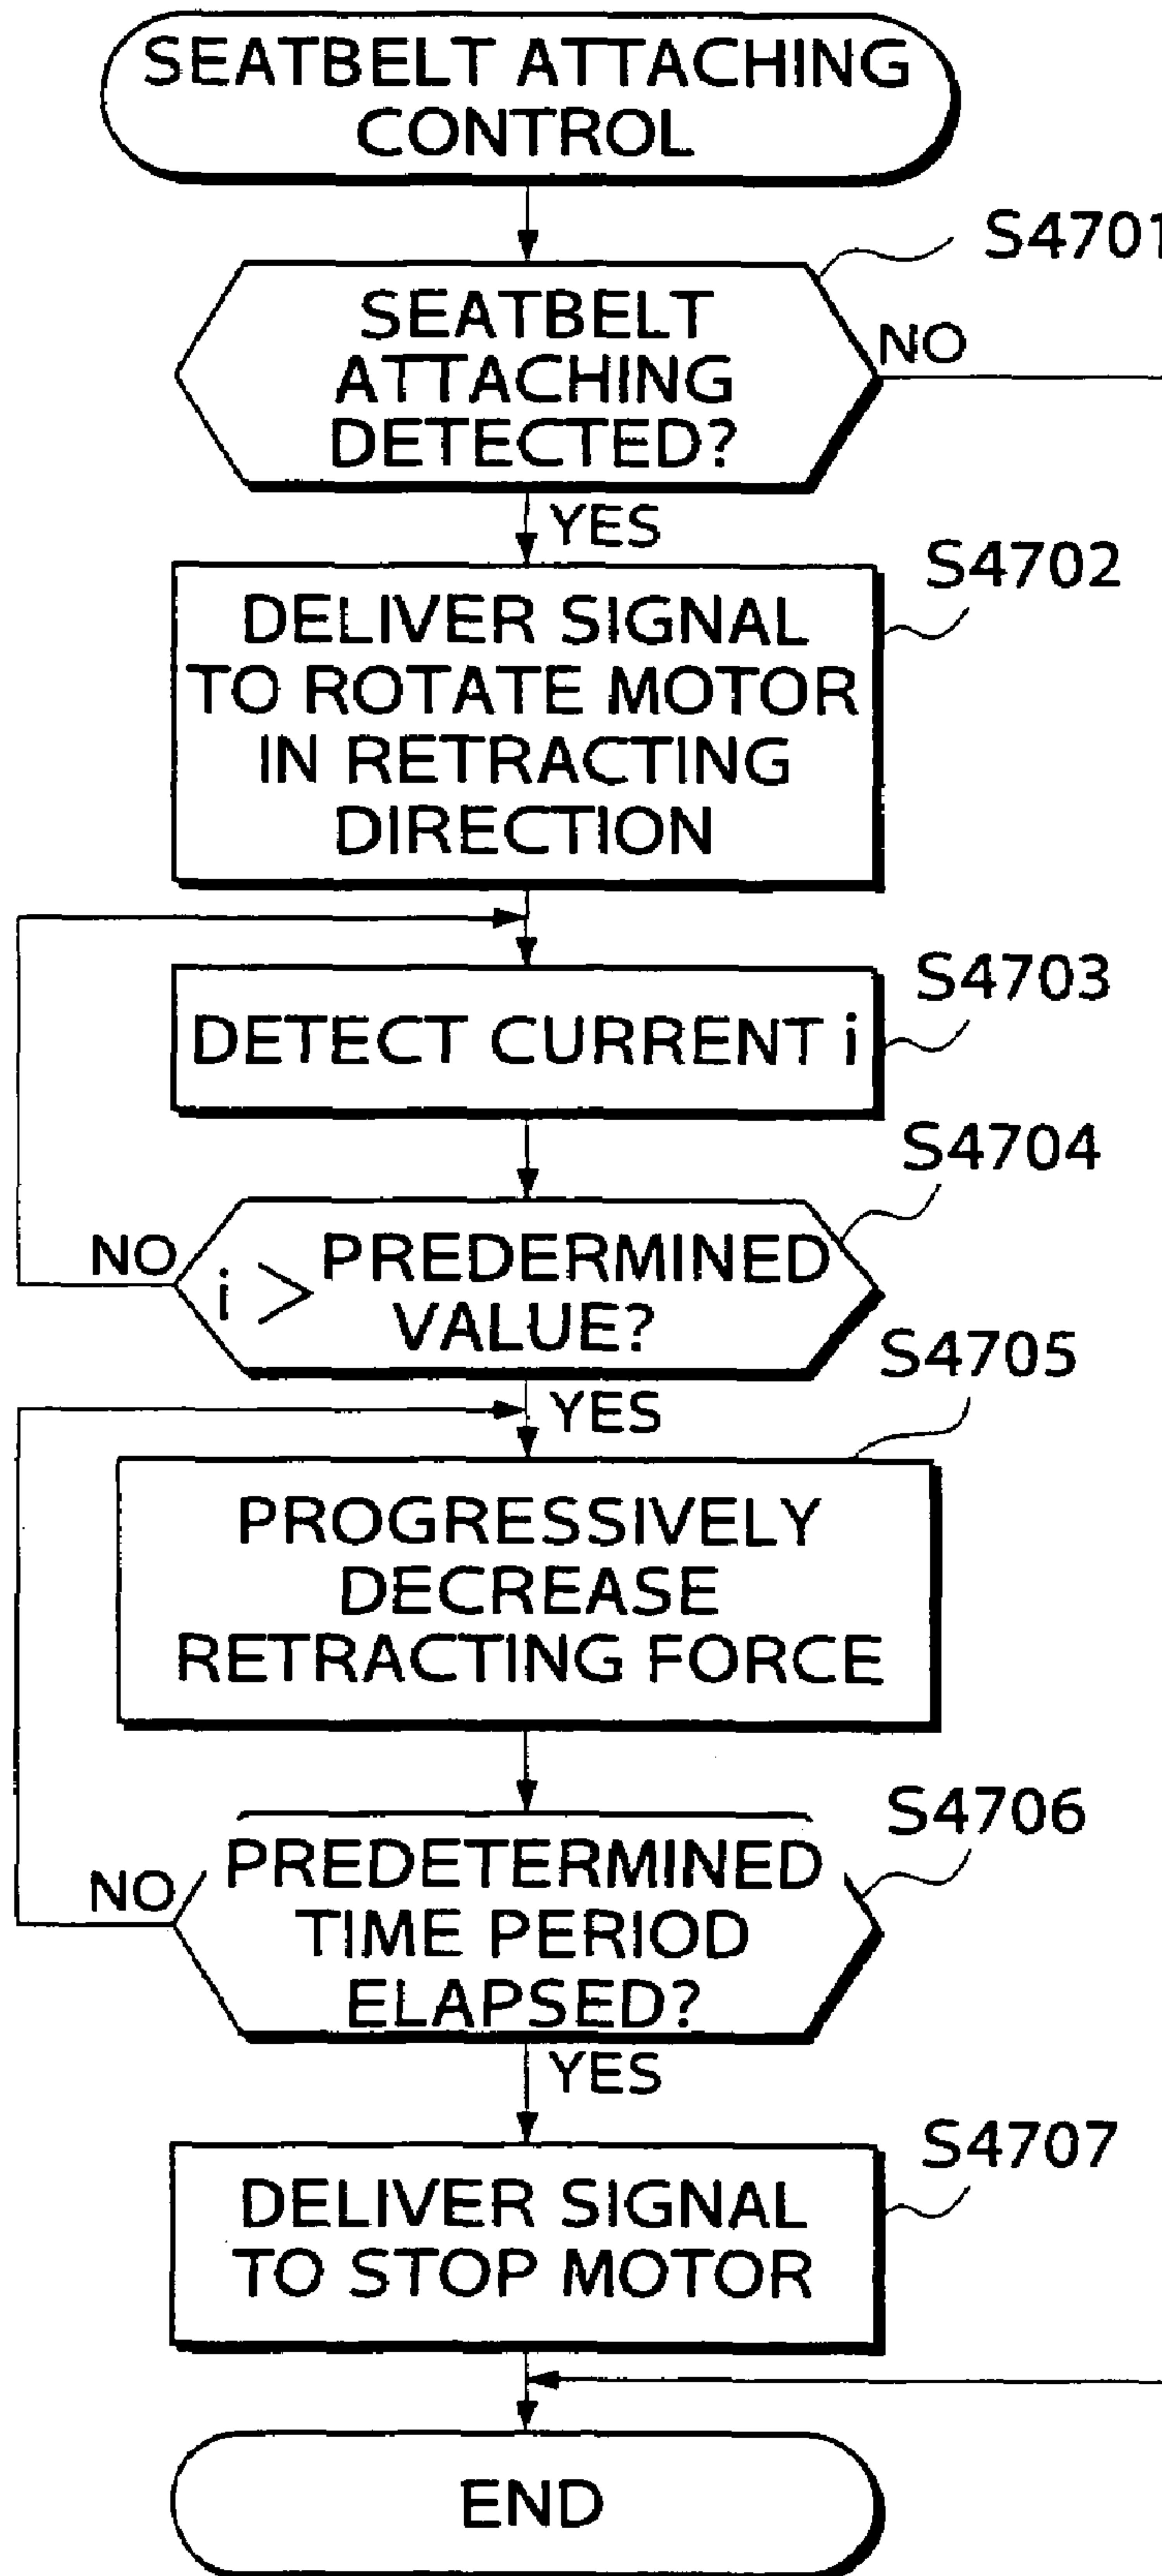 SEATBELT ATTACHING
CONTROL
S4701
SEATBELT
ATTACHING
DETECTED?
NO
YES
S4702
DELIVER SIGNAL
TO ROTATE MOTOR
IN RETRACTING
DIRECTION
S4703
DETECT CURRENT i
S4704
NO
i > PREDERMINED
VALUE?
S4705
YES
PROGRESSIVELY
DECREASE
RETRACTING FORCE
S4706
NO
PREDETERMINED
TIME PERIOD
ELAPSED?
YES
S4707
DELIVER SIGNAL
TO STOP MOTOR
END